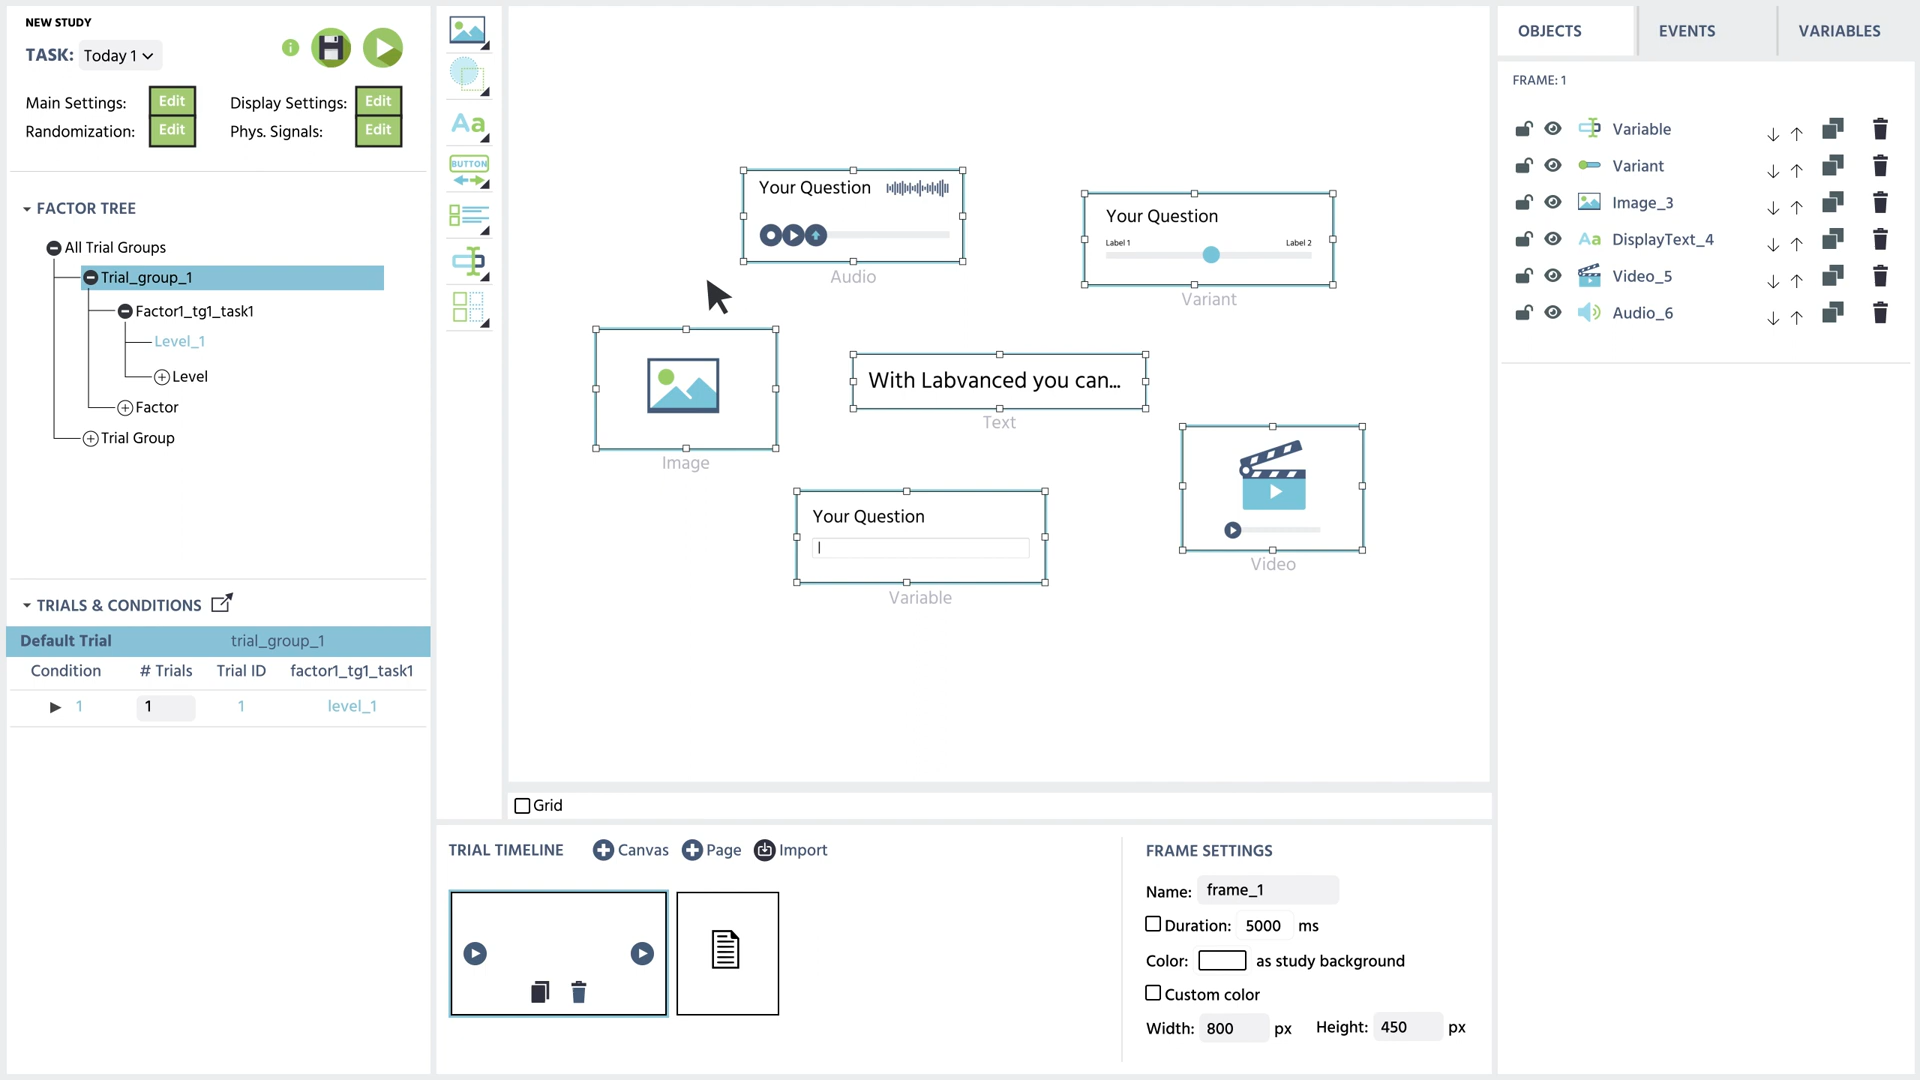 NEW STUDY
TASK: Today 1
Main Settings: Edit Display Settings: Edit
Randomization: Edit Phys. Signals: Edit
FACTOR TREE
All Trial Groups
Trial_group_1
Factor1_tg1_task1
Level_1
Level
Factor
Trial Group
TRIALS & CONDITIONS
Default Trial trial_group_1
Condition # Trials Trial ID factor1_tg1_task1
1 1 1 level_1
Aa
BUTTON
Your Question
Audio
Your Question
Label 1 Label 2
Variant
Image
With Labvanced you can...
Text
Your Question
Variable
Video
Grid
TRIAL TIMELINE Canvas Page Import
FRAME SETTINGS
Name: frame_1
Duration: 5000 ms
Color: as study background
Custom color
Width: 800 px Height: 450 px
OBJECTS EVENTS VARIABLES
FRAME: 1
Variable
Variant
Image_3
Aa DisplayText_4
Video_5
Audio_6